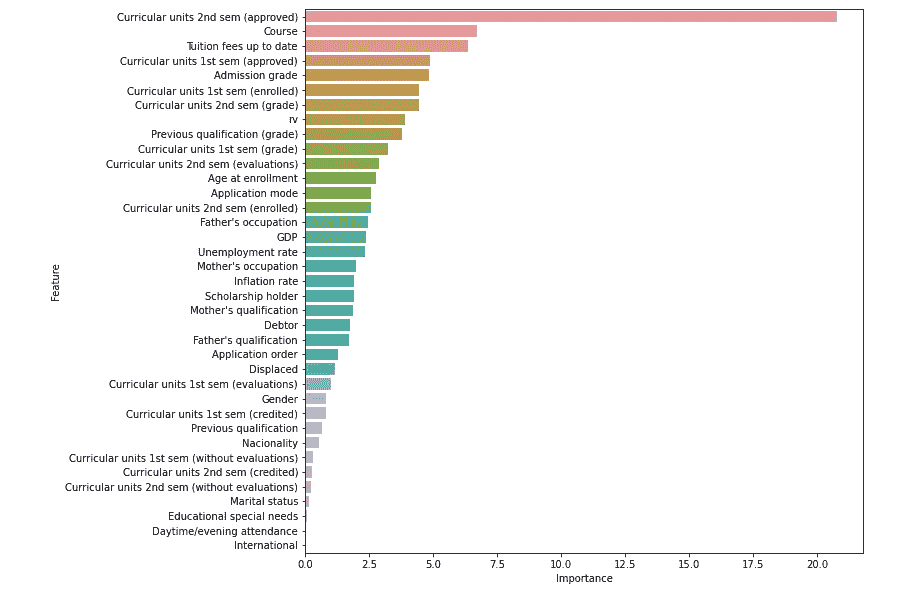 Curricular units 2nd sem (approved)
Course
Tuition fees up to date
Curricular units 1st sem (approved)
Admission grade
Curricular units 1st sem (enrolled)
Curricular units 2nd sem (grade)
rv
Previous qualification (grade)
Curricular units 1st sem (grade)
Curricular units 2nd sem (evaluations)
Age at enrollment
Application mode
Curricular units 2nd sem (enrolled)
Father's occupation
GDP
Unemployment rate
Mother's occupation
Inflation rate
Scholarship holder
Mother's qualification
Debtor
Father's qualification
Application order
Displaced
Curricular units 1st sem (evaluations)
Gender
Curricular units 1st sem (credited)
Previous qualification
Nacionality
Curricular units 1st sem (without evaluations)
Curricular units 2nd sem (credited)
Curricular units 2nd sem (without evaluations)
Marital status
Educational special needs
Daytime/evening attendance
International
Feature
0.0 2.5 5.0 7.5 10.0 12.5 15.0 17.5 20.0
Importance